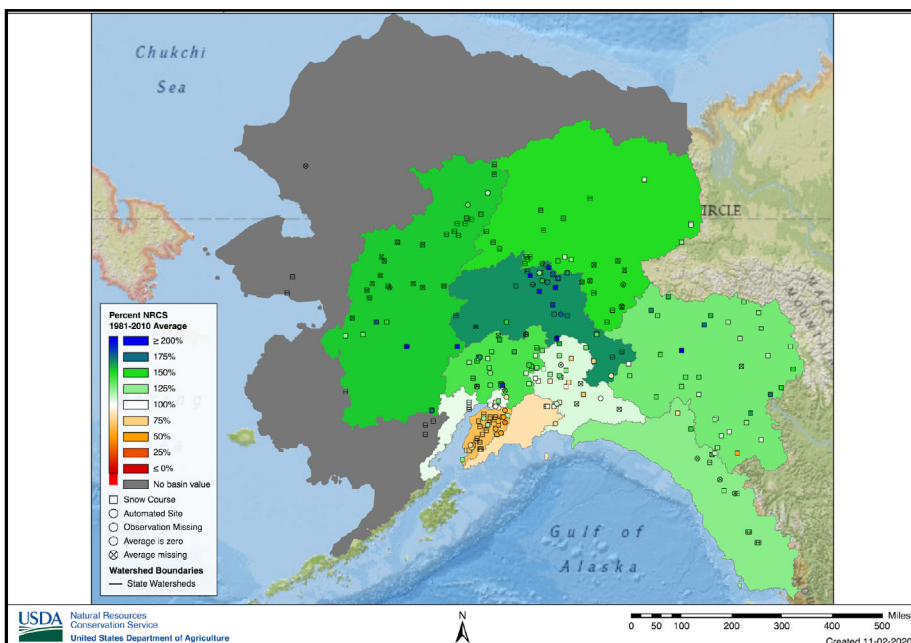 Chukchi
Sea
IRCLE
Percent NRCS
1981-2010 Average
≥ 200%
175%
150%
125%
100%
75%
50%
25%
≤ 0%
No basin value
Snow Course
Automated Site
Observation Missing
Average is zero
Average missing
Watershed Boundaries
State Watersheds
Gulf of
Alaska
USDA
Natural Resources
Conservation Service
United States Department of Agriculture
N
Miles
0 50 100 200 300 400 500
Created 11-02-2020